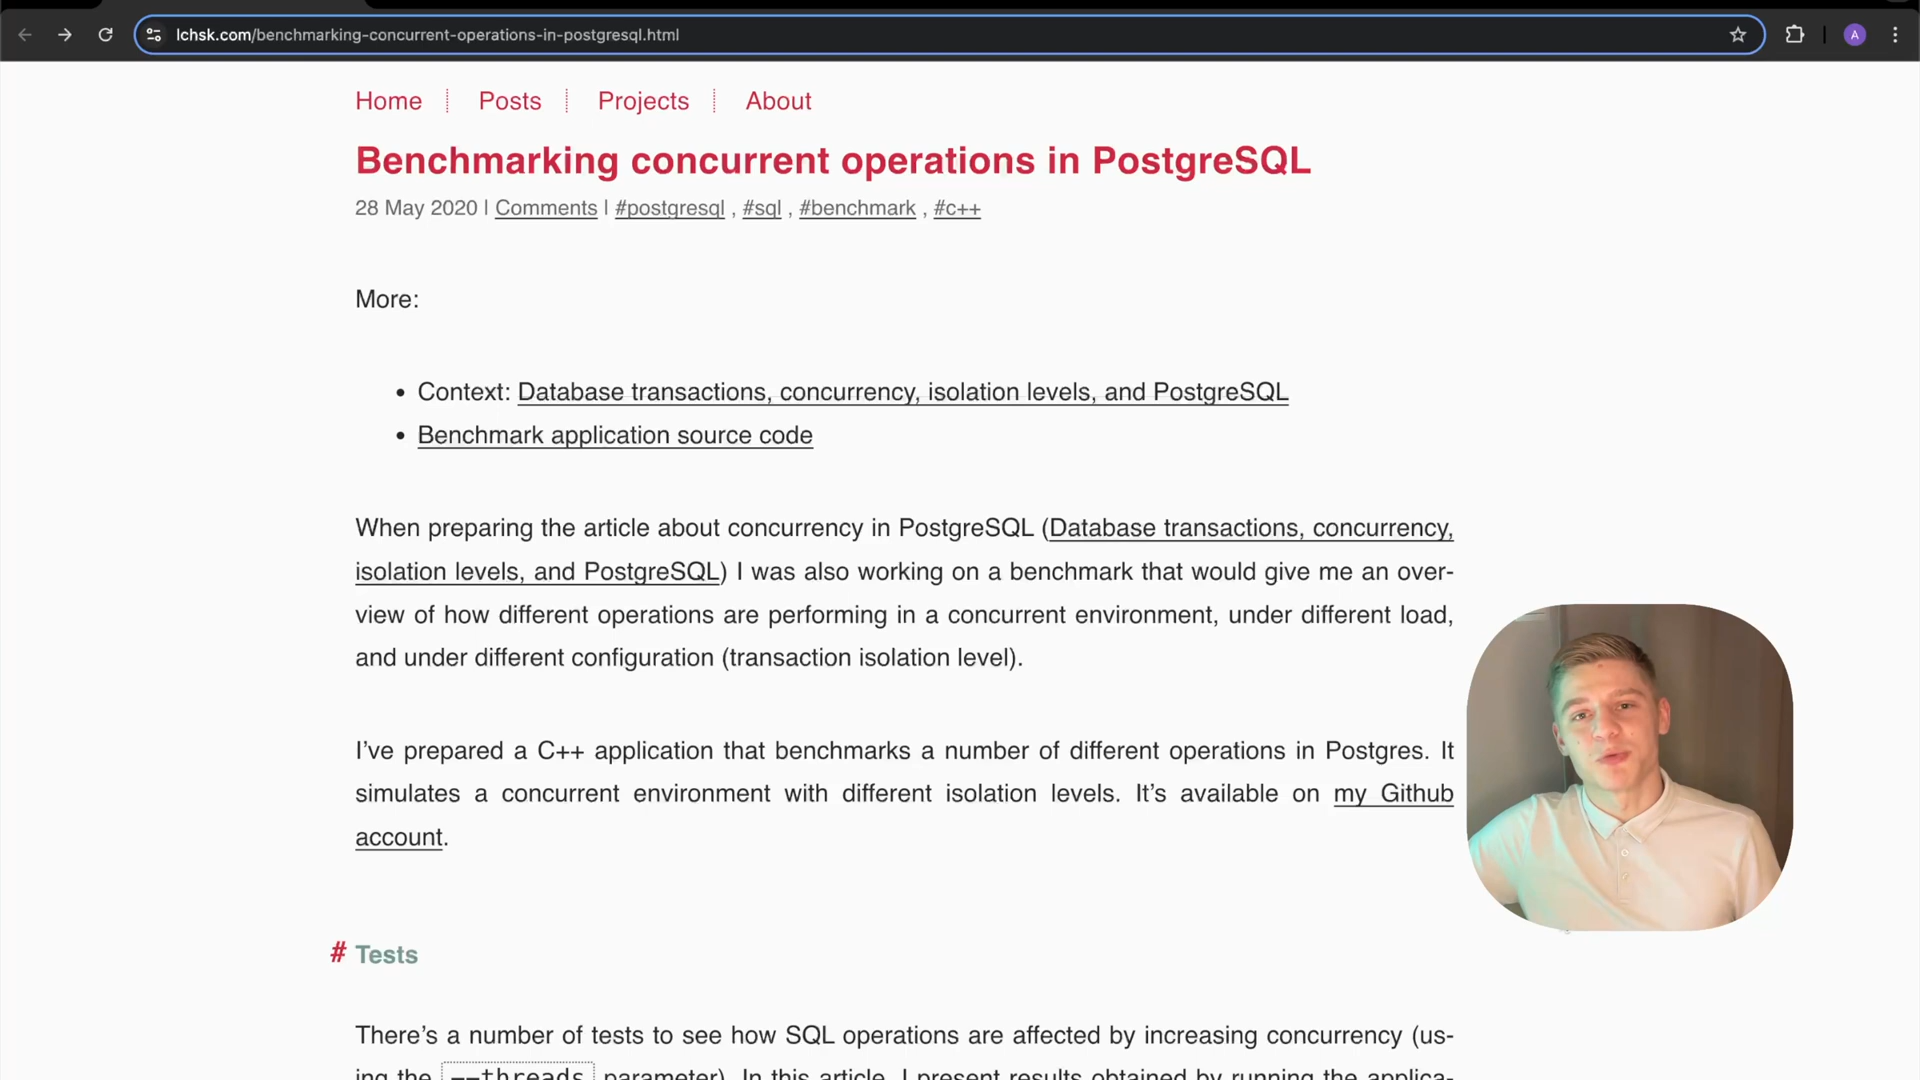 lchsk.com/benchmarking-concurrent-operations-in-postgresql.html
A
Home Posts Projects About
Benchmarking concurrent operations in PostgreSQL
28 May 2020 | Comments | #postgresql , #sql , #benchmark , #c++
More:
• Context: Database transactions, concurrency, isolation levels, and PostgreSQL
• Benchmark application source code
When preparing the article about concurrency in PostgreSQL (Database transactions, concurrency,
isolation levels, and PostgreSQL) I was also working on a benchmark that would give me an over-
view of how different operations are performing in a concurrent environment, under different load,
and under different configuration (transaction isolation level).
I’ve prepared a C++ application that benchmarks a number of different operations in Postgres. It
simulates a concurrent environment with different isolation levels. It’s available on my Github
account.
# Tests
There’s a number of tests to see how SQL operations are affected by increasing concurrency (us-
ing the --threads parameter). In this article, I present results obtained by running the applica-